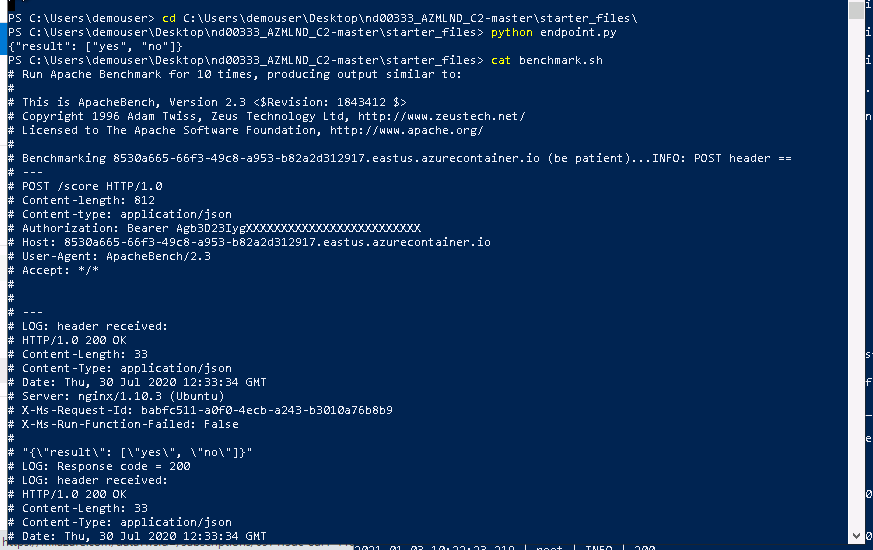 PS C:\Users\demouser> cd C:\Users\demouser\Desktop\nd00333_AZMLND_C2-master\starter_files\
PS C:\Users\demouser\Desktop\nd00333_AZMLND_C2-master\starter_files> python endpoint.py
{"result": ["yes", "no"]}
PS C:\Users\demouser\Desktop\nd00333_AZMLND_C2-master\starter_files> cat benchmark.sh
# Run Apache Benchmark for 10 times, producing output similar to:
#
# This is ApacheBench, Version 2.3 <$Revision: 1843412 $>
# Copyright 1996 Adam Twiss, Zeus Technology Ltd, http://www.zeustech.net/
# Licensed to The Apache Software Foundation, http://www.apache.org/
#
# Benchmarking 8530a665-66f3-49c8-a953-b82a2d312917.eastus.azurecontainer.io (be patient)...INFO: POST header ==
# ---
# POST /score HTTP/1.0
# Content-length: 812
# Content-type: application/json
# Authorization: Bearer Agb3D23IygXXXXXXXXXXXXXXXXXXXXXXXXX
# Host: 8530a665-66f3-49c8-a953-b82a2d312917.eastus.azurecontainer.io
# User-Agent: ApacheBench/2.3
# Accept: */*
#
#
# ---
# LOG: header received:
# HTTP/1.0 200 OK
# Content-Length: 33
# Content-Type: application/json
# Date: Thu, 30 Jul 2020 12:33:34 GMT
# Server: nginx/1.10.3 (Ubuntu)
# X-Ms-Request-Id: babfc511-a0f0-4ecb-a243-b3010a76b8b9
# X-Ms-Run-Function-Failed: False
#
# "{\"result\": [\"yes\", \"no\"]}"
# LOG: Response code = 200
# LOG: header received:
# HTTP/1.0 200 OK
# Content-Length: 33
# Content-Type: application/json
# Date: Thu, 30 Jul 2020 12:33:34 GMT